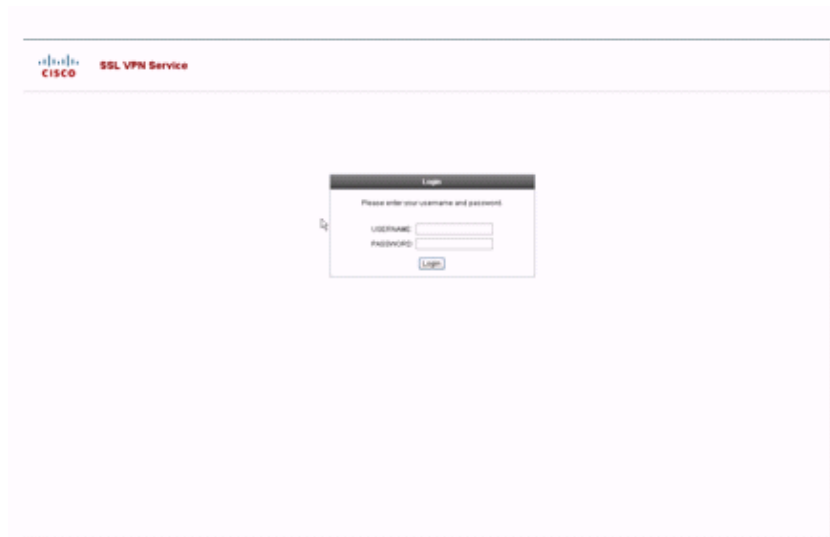 CISCO
SSL VPN Service
Login
Please enter your username and password.
USERNAME:
PASSWORD:
Login